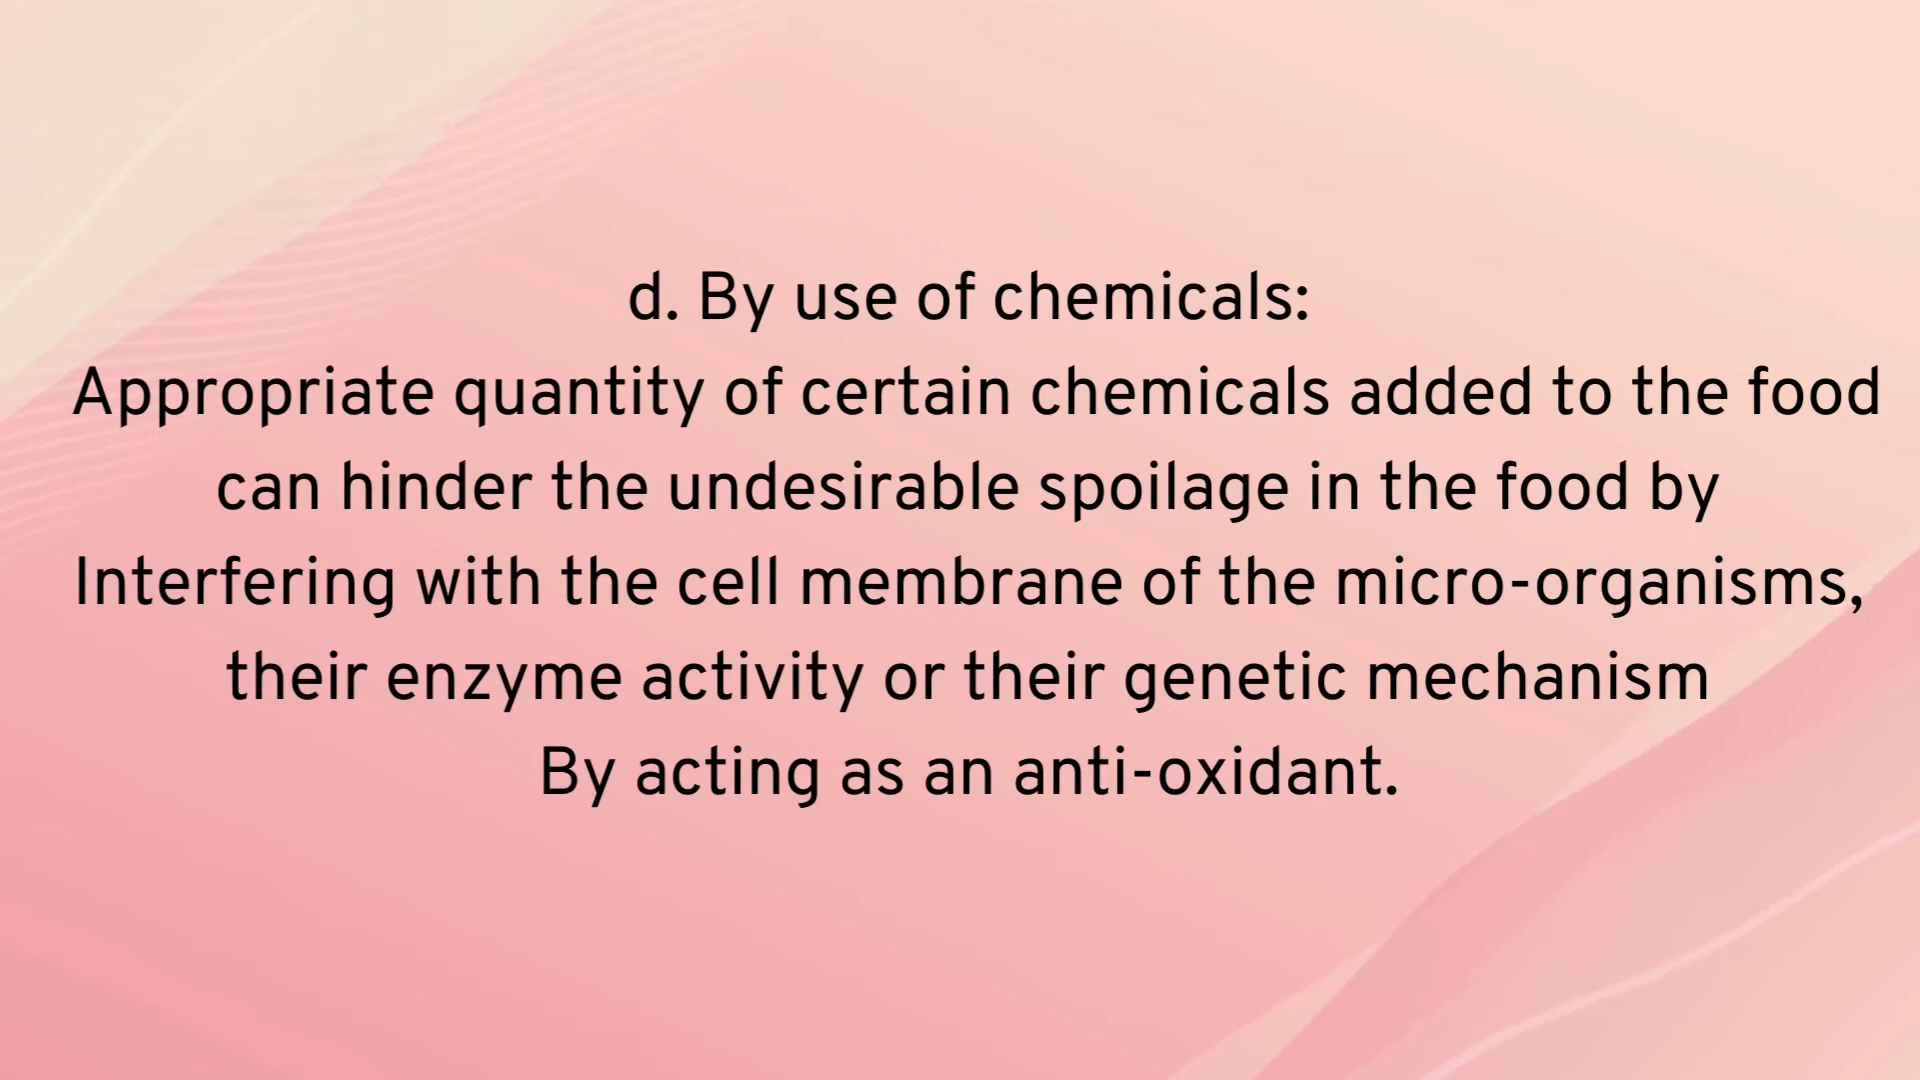 d. By use of chemicals:
Appropriate quantity of certain chemicals added to the food
can hinder the undesirable spoilage in the food by
Interfering with the cell membrane of the micro-organisms,
their enzyme activity or their genetic mechanism
By acting as an anti-oxidant.